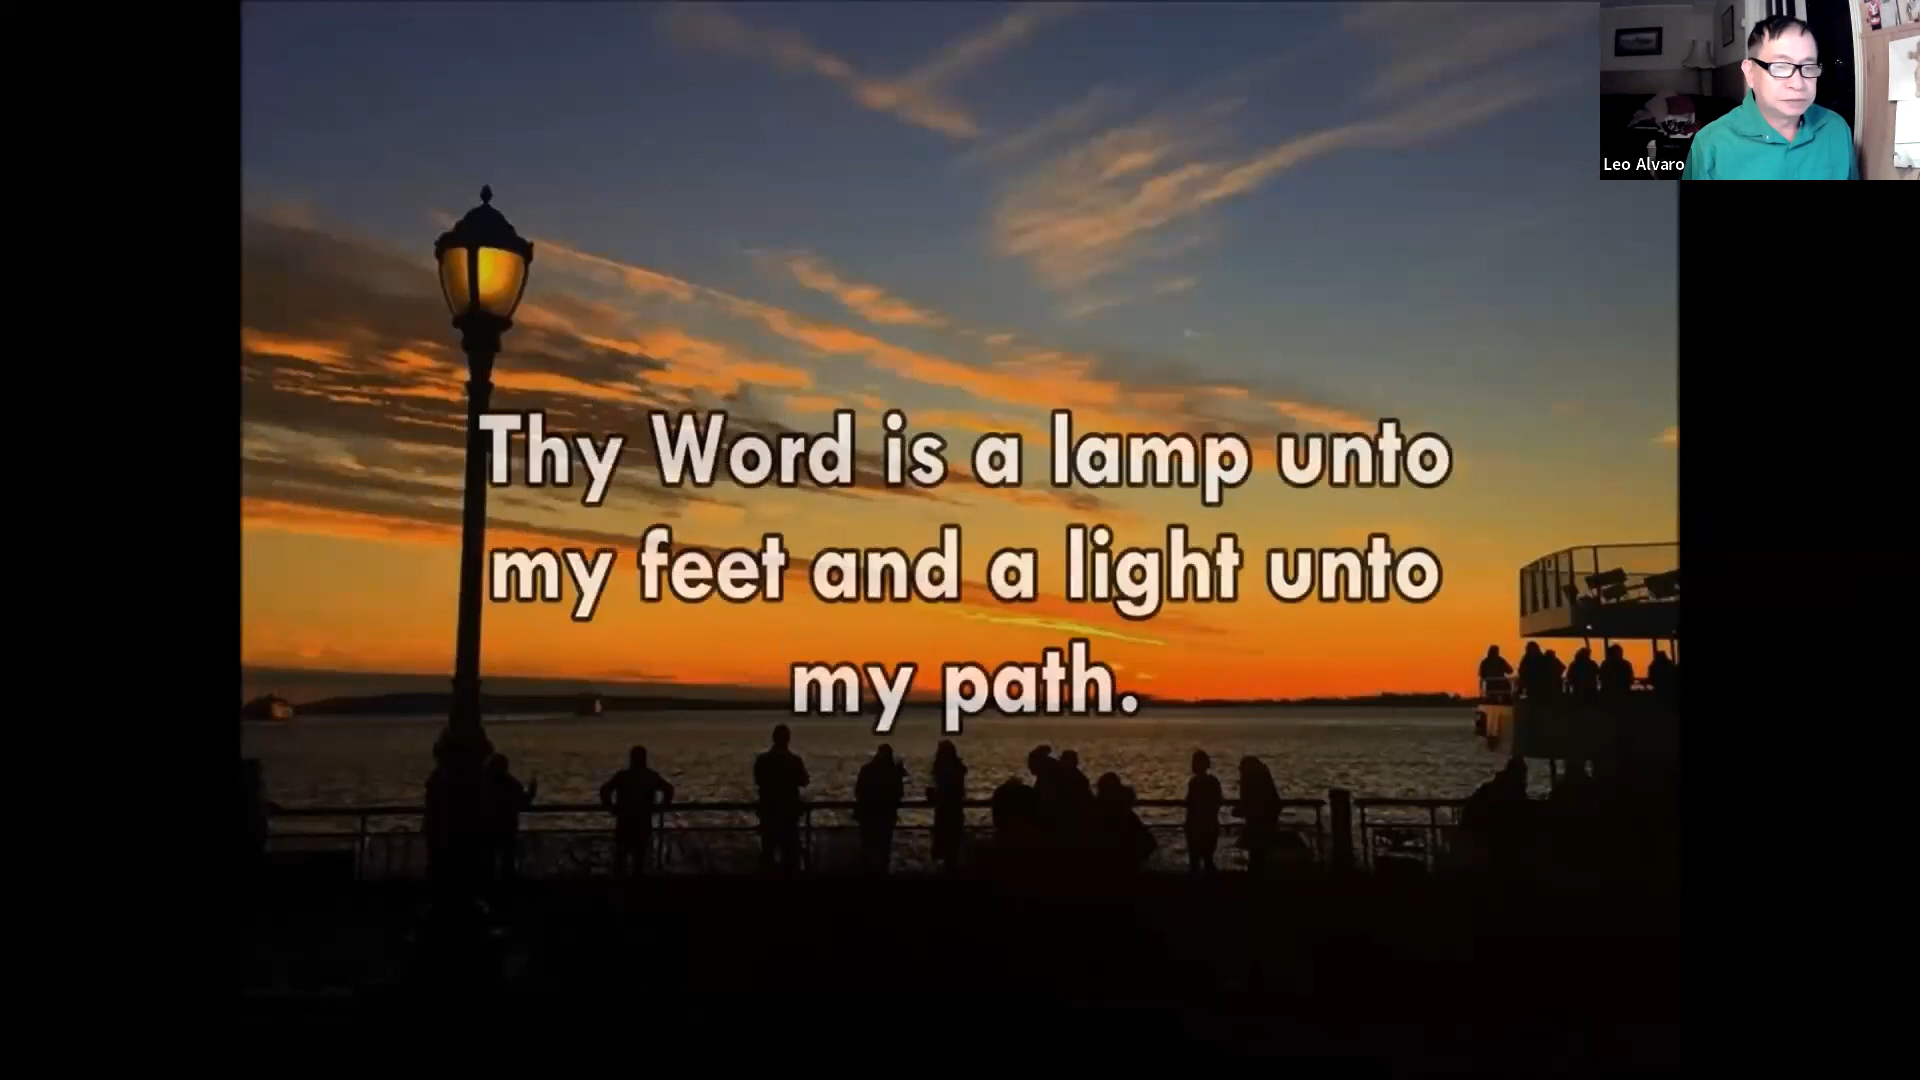 Leo Alvaro
Thy Word is a lamp unto
my feet and a light unto
my path.